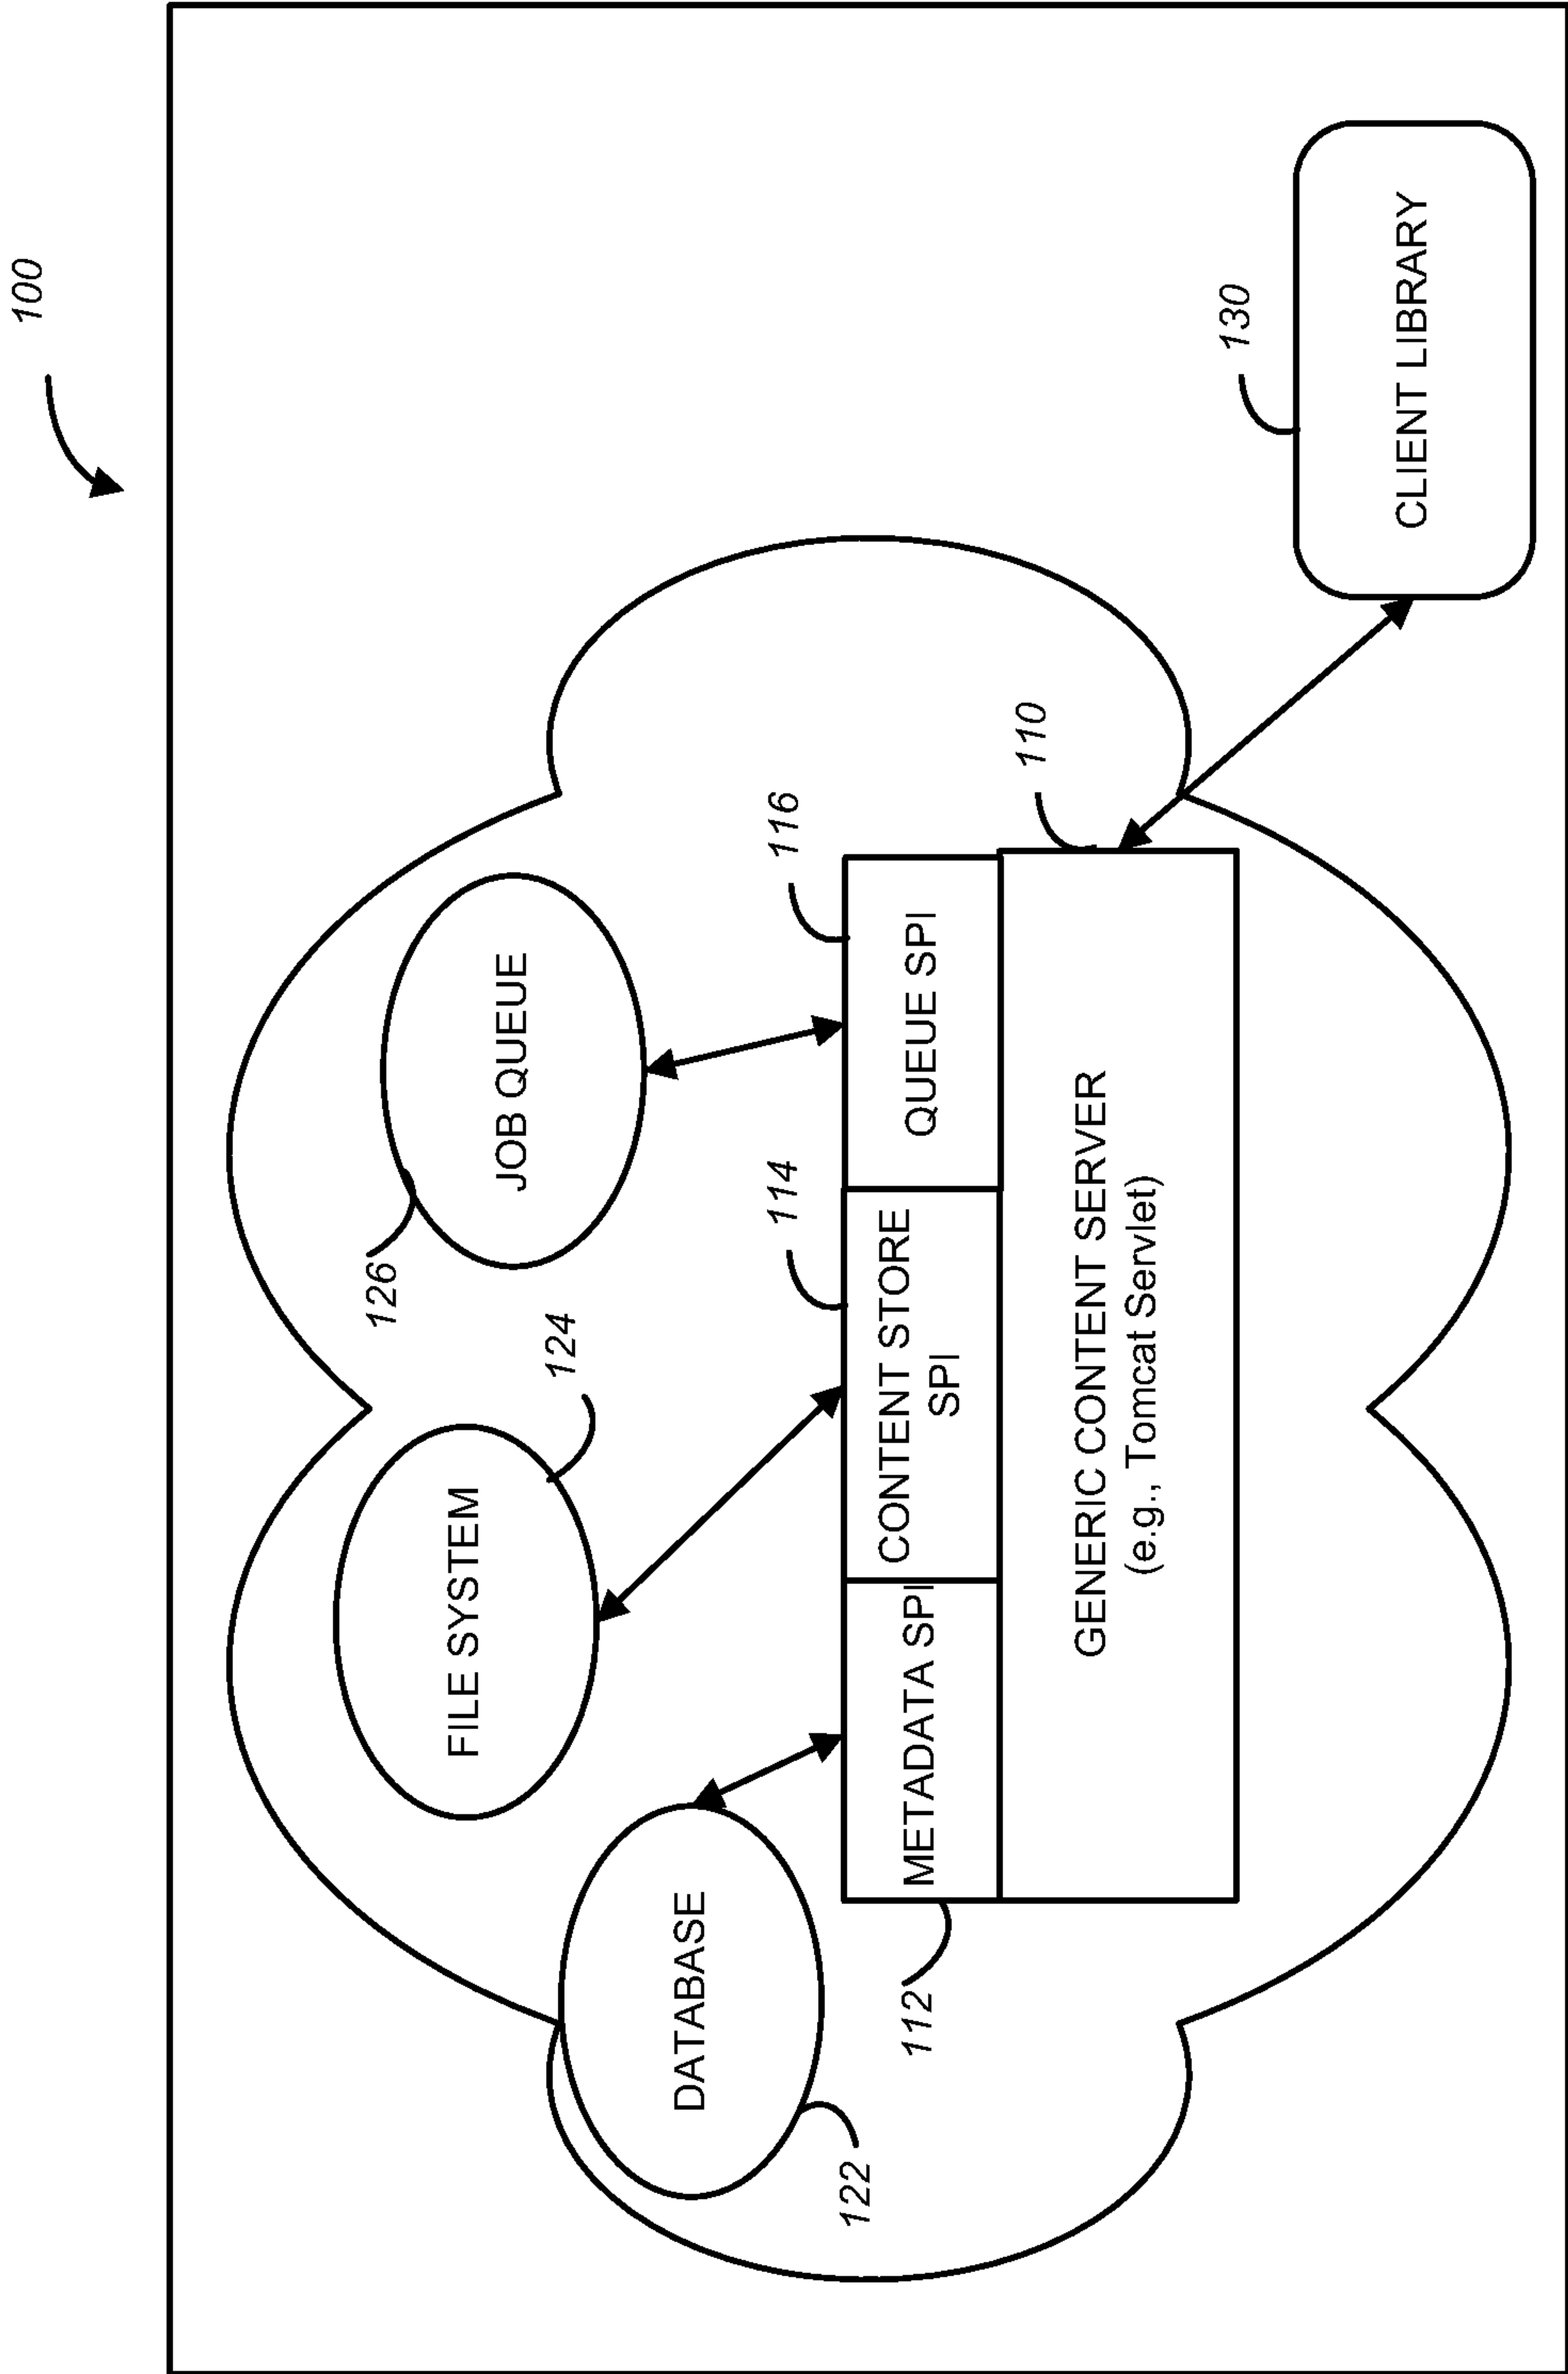 100
JOB QUEUE
126
FILE SYSTEM
124
DATABASE
122
METADATA SPI
112
CONTENT STORE
SPI
114
QUEUE SPI
116
GENERIC CONTENT SERVER
(e.g., Tomcat Servlet)
110
CLIENT LIBRARY
130